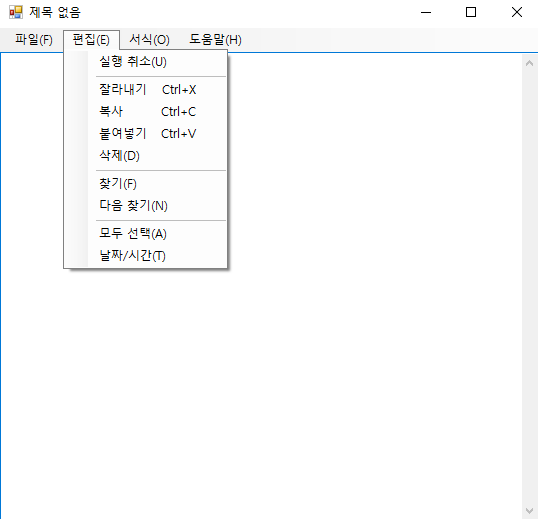 제목 없음
파일(F) 편집(E) 서식(O) 도움말(H)
실행 취소(U)
잘라내기 Ctrl+X
복사 Ctrl+C
붙여넣기 Ctrl+V
삭제(D)
찾기(F)
다음 찾기(N)
모두 선택(A)
날짜/시간(T)